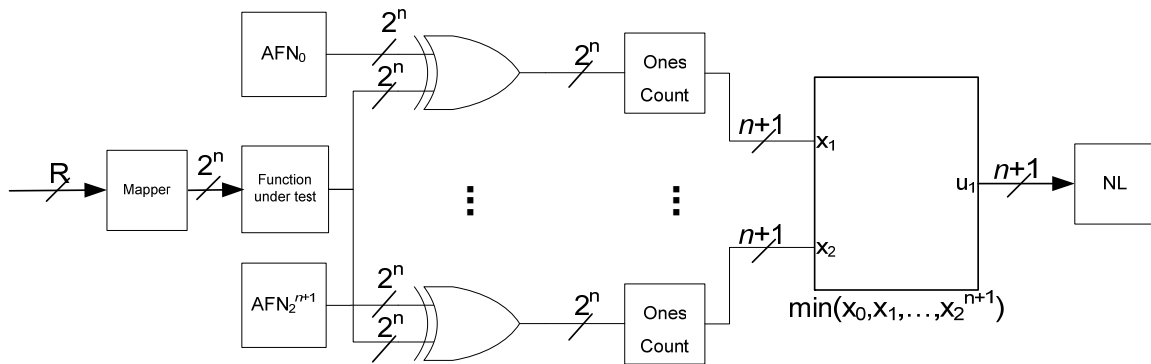 AFN₀
2ⁿ
2ⁿ
2ⁿ
Ones
Count
n+1
x₁
R
Mapper
2ⁿ
Function
under test
u₁
n+1
NL
n+1
x₂
AFN₂ⁿ⁺¹
2ⁿ
2ⁿ
2ⁿ
Ones
Count
min(x₀,x₁,…,x₂ⁿ⁺¹)